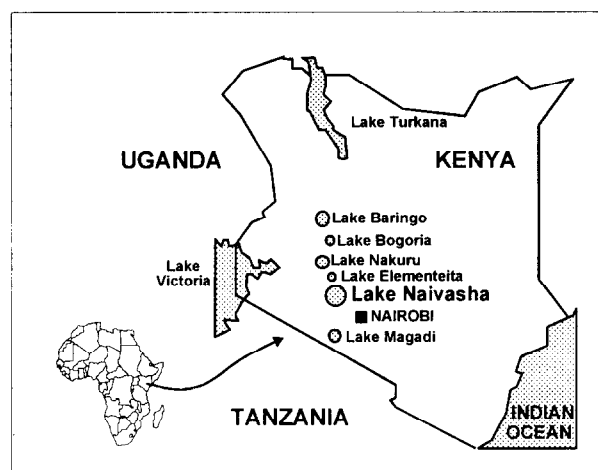 Lake Turkana
UGANDA
KENYA
Lake Baringo
Lake Bogoria
Lake Nakuru
Lake
Victoria
Lake Elementeita
Lake Naivasha
NAIROBI
Lake Magadi
TANZANIA
INDIAN
OCEAN